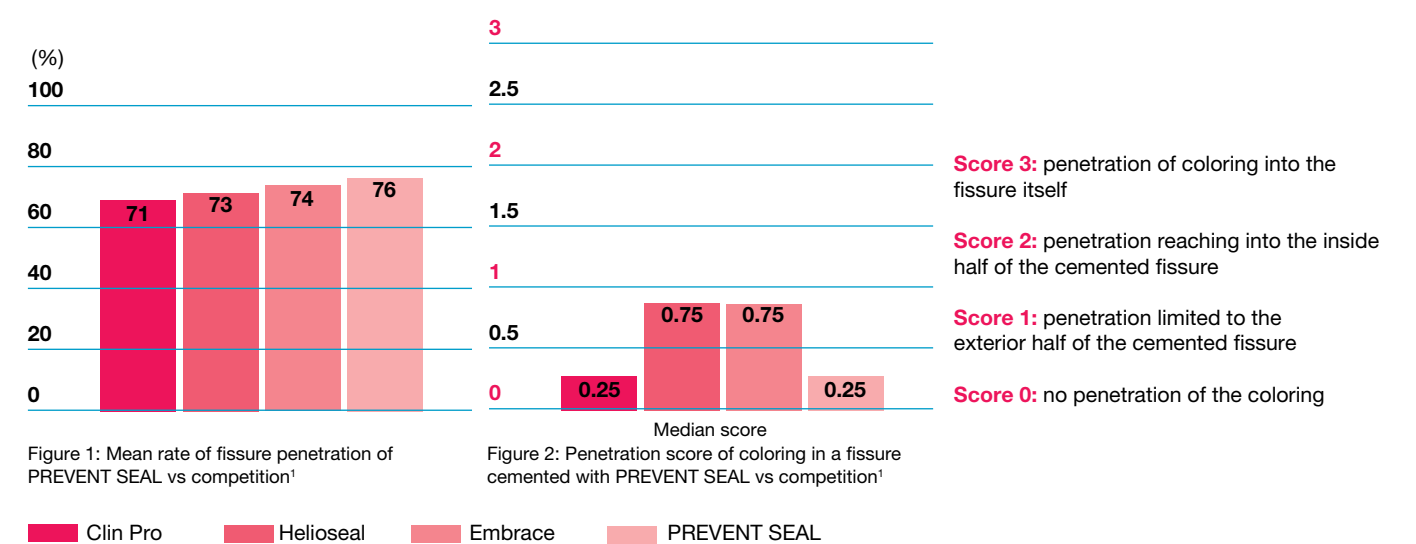 (%)
100
80
60
40
20
0
71
73
74
76
Figure 1: Mean rate of fissure penetration of
PREVENT SEAL vs competition¹
3
2.5
2
1.5
1
0.5
0
0.25
0.75
0.75
0.25
Median score
Figure 2: Penetration score of coloring in a fissure
cemented with PREVENT SEAL vs competition¹
Score 3: penetration of coloring into the
fissure itself
Score 2: penetration reaching into the inside
half of the cemented fissure
Score 1: penetration limited to the
exterior half of the cemented fissure
Score 0: no penetration of the coloring
Clin Pro
Helioseal
Embrace
PREVENT SEAL